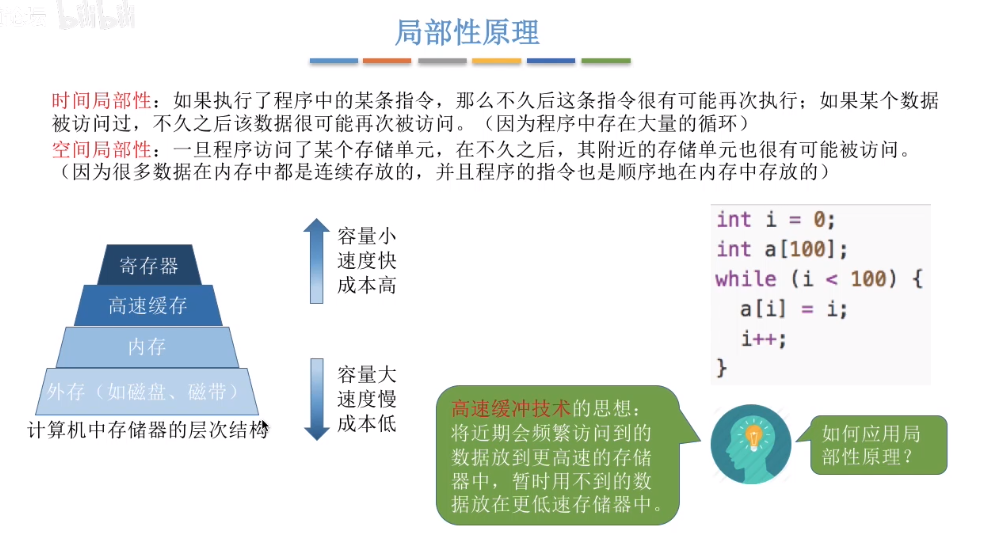 bilibili
局部性原理
时间局部性：如果执行了程序中的某条指令，那么不久后这条指令很有可能再次执行；如果某个数据
被访问过，不久之后该数据很可能再次被访问。（因为程序中存在大量的循环）
空间局部性：一旦程序访问了某个存储单元，在不久之后，其附近的存储单元也很有可能被访问。
（因为很多数据在内存中都是连续存放的，并且程序的指令也是顺序地在内存中存放的）
寄存器
高速缓存
内存
外存（如磁盘、磁带）
计算机中存储器的层次结构
容量小
速度快
成本高
容量大
速度慢
成本低
int i = 0;
int a[100];
while (i < 100) {
a[i] = i;
i++;
}
高速缓冲技术的思想：
将近期会频繁访问到的
数据放到更高速的存储
器中，暂时用不到的数
据放在更低速存储器中。
如何应用局
部性原理？